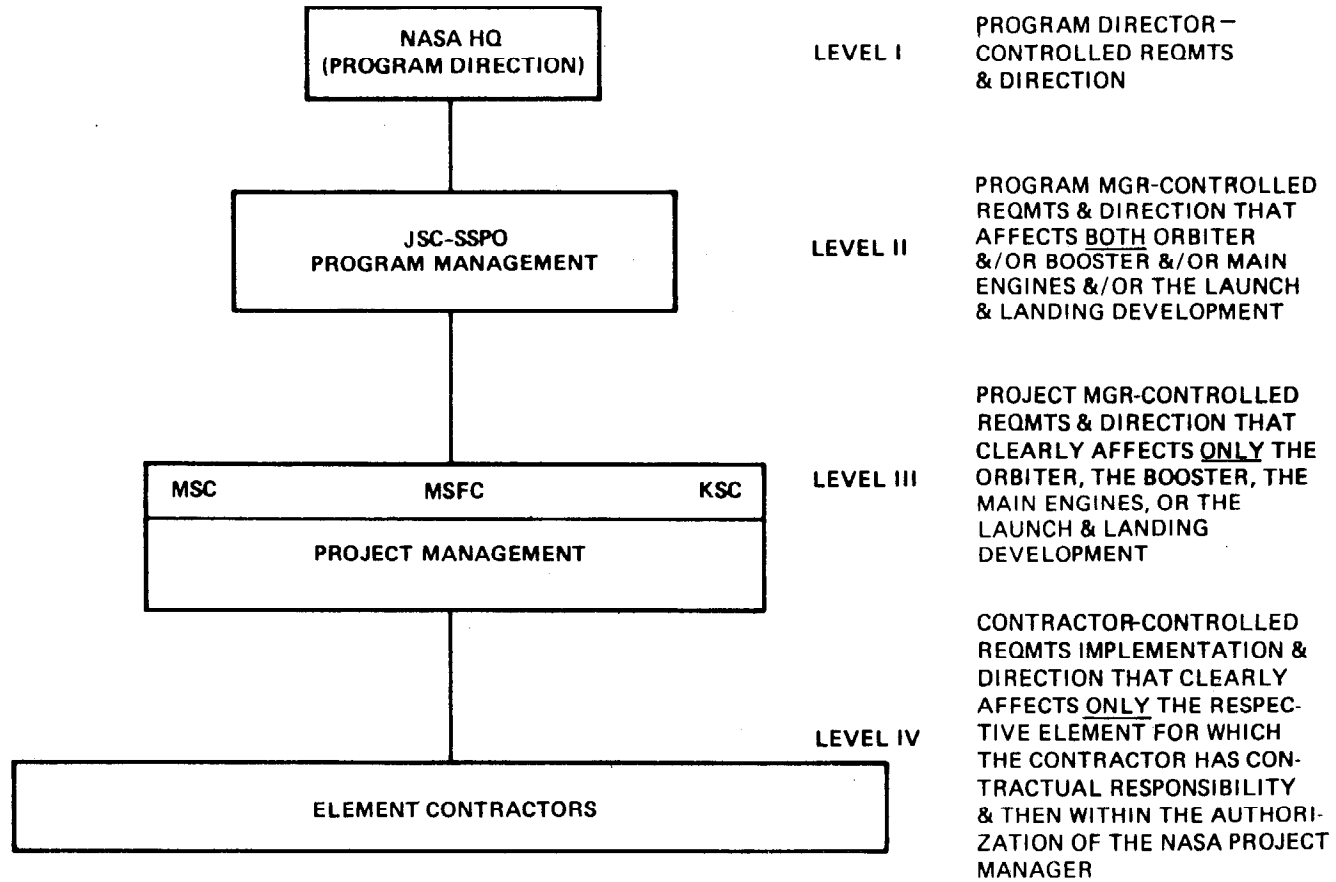 NASA HQ
(PROGRAM DIRECTION)
LEVEL I
PROGRAM DIRECTOR—
CONTROLLED REQMTS
& DIRECTION
JSC-SSPO
PROGRAM MANAGEMENT
LEVEL II
PROGRAM MGR-CONTROLLED
REQMTS & DIRECTION THAT
AFFECTS BOTH ORBITER
&/OR BOOSTER &/OR MAIN
ENGINES &/OR THE LAUNCH
& LANDING DEVELOPMENT
MSC MSFC KSC
PROJECT MANAGEMENT
LEVEL III
PROJECT MGR-CONTROLLED
REQMTS & DIRECTION THAT
CLEARLY AFFECTS ONLY THE
ORBITER, THE BOOSTER, THE
MAIN ENGINES, OR THE
LAUNCH & LANDING
DEVELOPMENT
ELEMENT CONTRACTORS
LEVEL IV
CONTRACTOR-CONTROLLED
REQMTS IMPLEMENTATION &
DIRECTION THAT CLEARLY
AFFECTS ONLY THE RESPEC-
TIVE ELEMENT FOR WHICH
THE CONTRACTOR HAS CON-
TRACTUAL RESPONSIBILITY
& THEN WITHIN THE AUTHORI-
ZATION OF THE NASA PROJECT
MANAGER